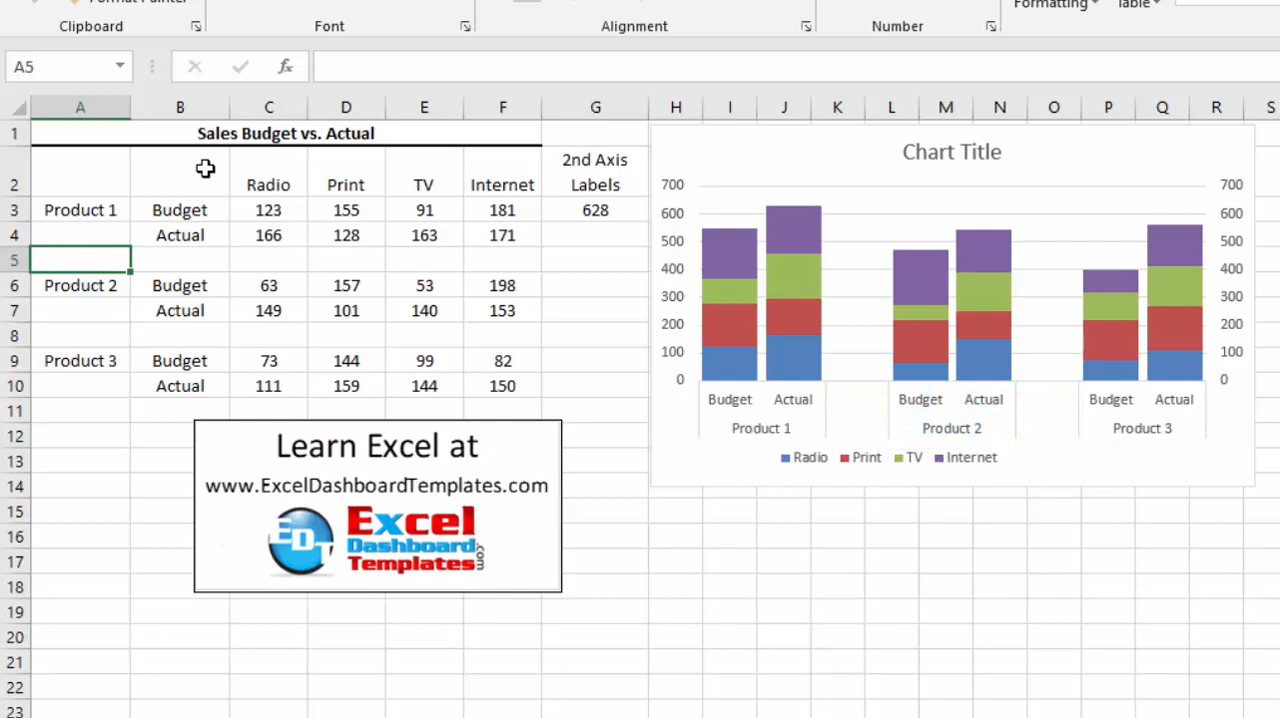 Format Painter
Formatting Table
Clipboard Font Alignment Number
A5 fx
A B C D E F G H I J K L M N O P Q R S
1 Sales Budget vs. Actual
2 Radio Print TV Internet 2nd Axis Labels
3 Product 1 Budget 123 155 91 181 628
4 Actual 166 128 163 171
5
6 Product 2 Budget 63 157 53 198
7 Actual 149 101 140 153
8
9 Product 3 Budget 73 144 99 82
10 Actual 111 159 144 150
11
12
13
14
15
16
17
18
19
20
21
22
23
Chart Title
700 700
600 600
500 500
400 400
300 300
200 200
100 100
0 0
Budget Actual Budget Actual Budget Actual
Product 1 Product 2 Product 3
Radio Print TV Internet
Learn Excel at
www.ExcelDashboardTemplates.com
EDT
Excel
Dashboard
Templates.com